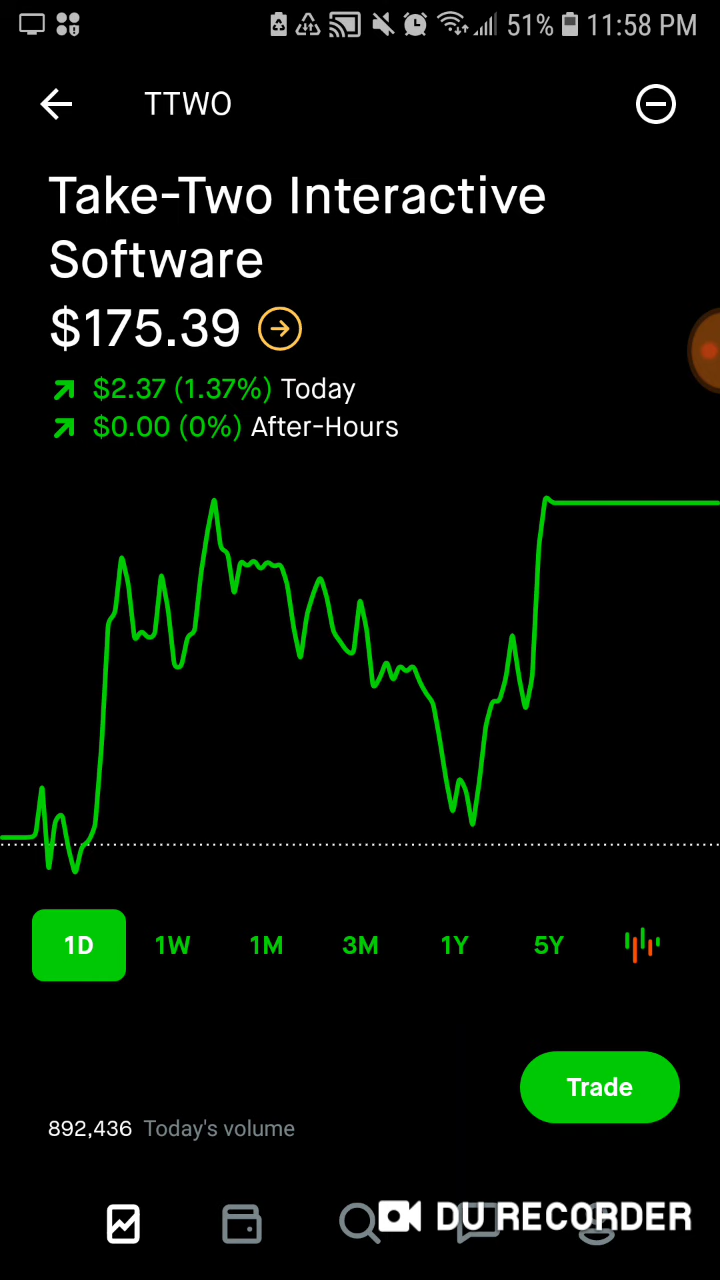 51% 11:58 PM
TTWO
Take-Two Interactive
Software
$175.39
$2.37 (1.37%) Today
$0.00 (0%) After-Hours
1D 1W 1M 3M 1Y 5Y
Trade
892,436 Today's volume
DU RECORDER